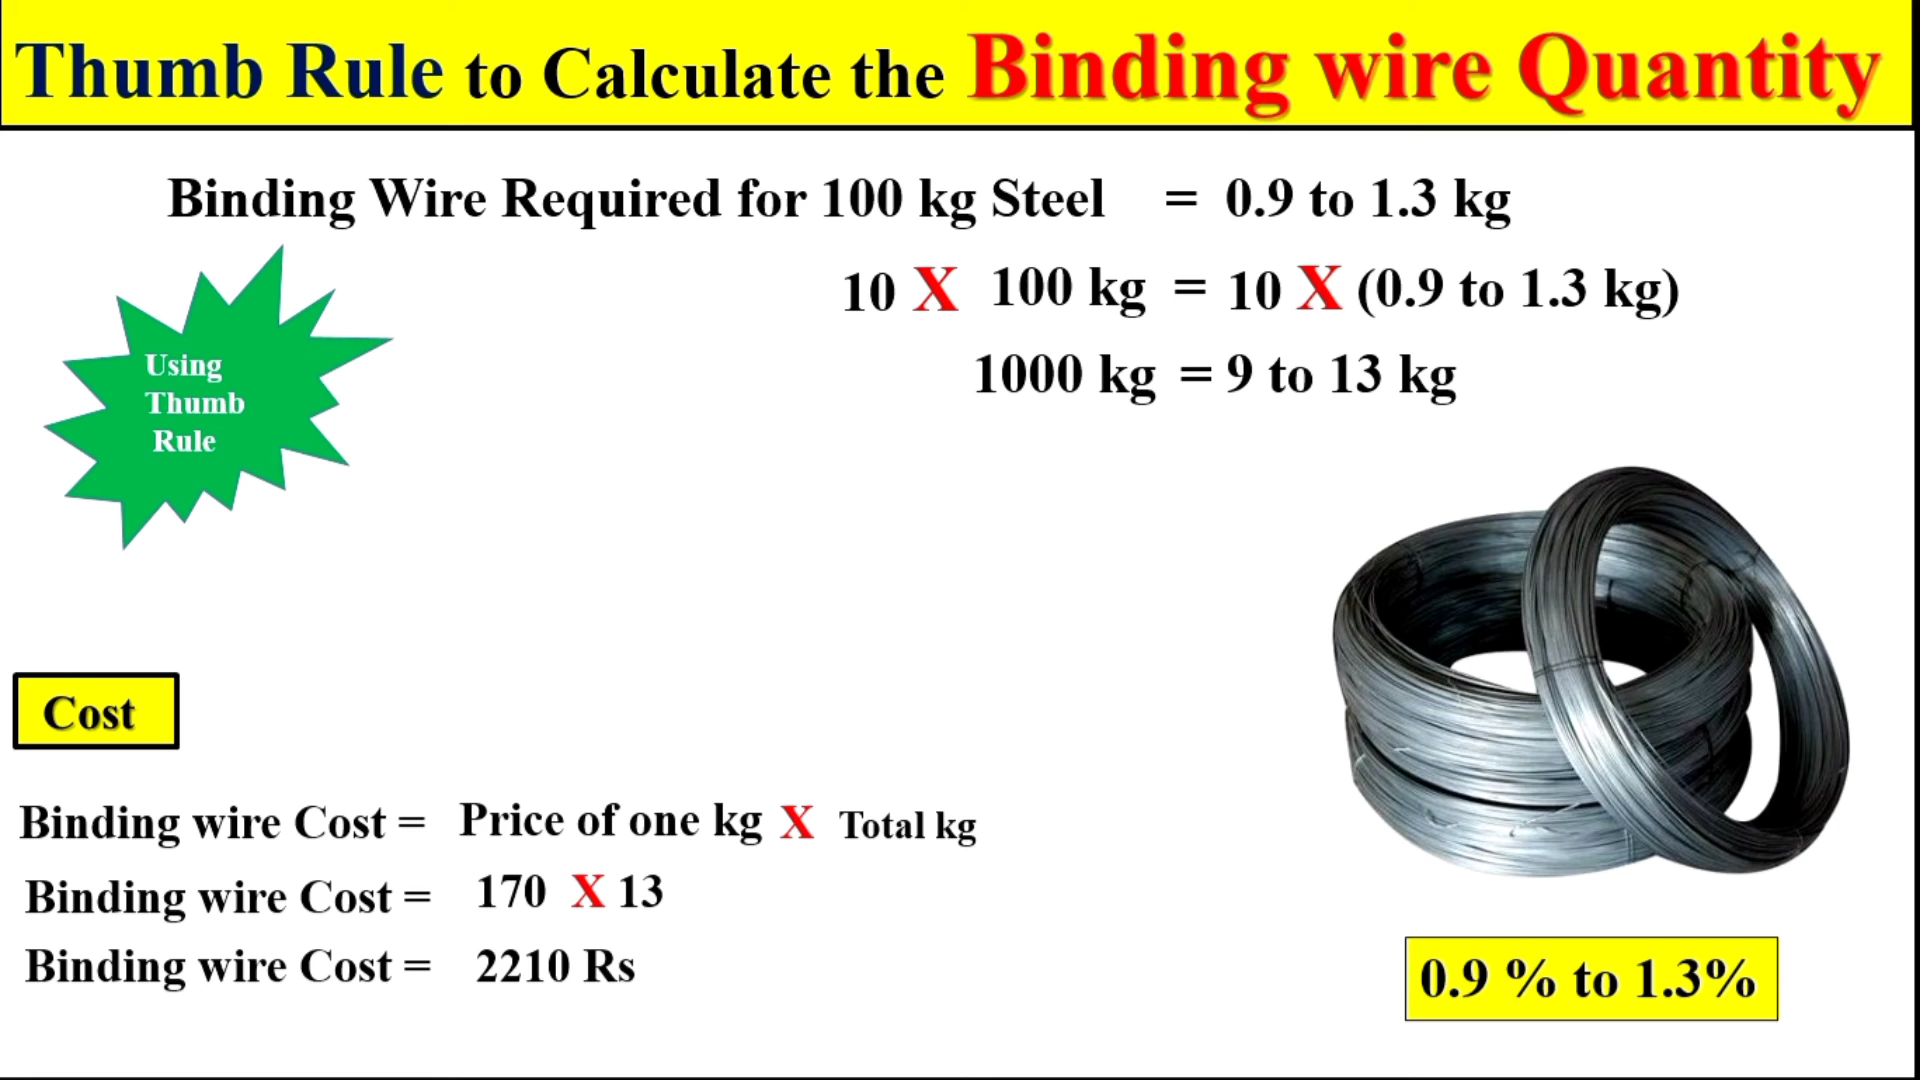 Thumb Rule to Calculate the Binding wire Quantity
Binding Wire Required for 100 kg Steel = 0.9 to 1.3 kg
10 X 100 kg = 10 X (0.9 to 1.3 kg)
1000 kg = 9 to 13 kg
Using
Thumb
Rule
Cost
Binding wire Cost = Price of one kg X Total kg
Binding wire Cost = 170 X 13
Binding wire Cost = 2210 Rs
0.9 % to 1.3%